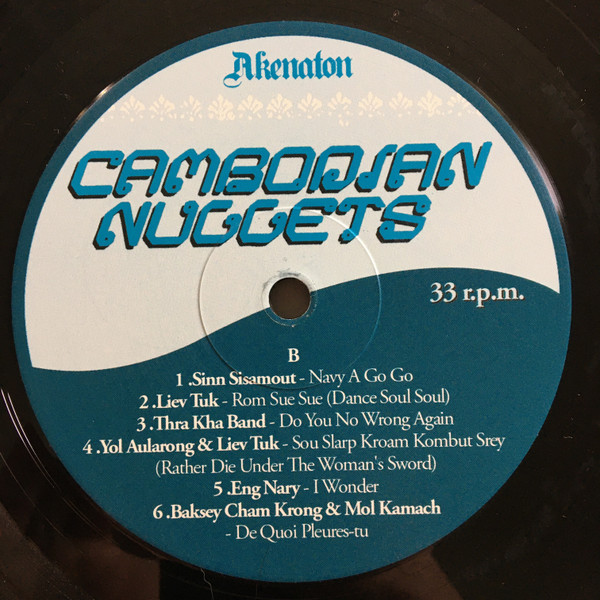 Akenaton
CAMBODIAN
NUGGETS
33 r.p.m.
B
1 .Sinn Sisamout - Navy A Go Go
2 .Liev Tuk - Rom Sue Sue (Dance Soul Soul)
3 .Thra Kha Band - Do You No Wrong Again
4 .Yol Aularong & Liev Tuk - Sou Slarp Kroam Kombut Srey
(Rather Die Under The Woman's Sword)
5 .Eng Nary - I Wonder
6 .Baksey Cham Krong & Mol Kamach
- De Quoi Pleures-tu